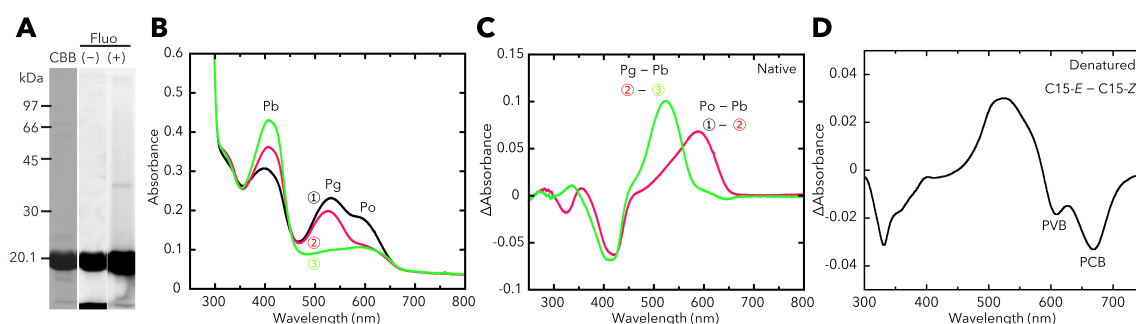 A
Fluo
CBB (−) (+)
kDa
97
66
45
30
20.1
B
0.6
0.5
0.4
0.3
0.2
0.1
0
Absorbance
Pb
Pg
Po
①
②
③
300 400 500 600 700 800
Wavelength (nm)
C
0.15
0.1
0.05
0
-0.05
-0.1
ΔAbsorbance
Native
Pg – Pb
② – ③
Po – Pb
① – ②
300 400 500 600 700 800
Wavelength (nm)
D
0.04
0.02
0
-0.02
-0.04
ΔAbsorbance
Denatured
C15-E – C15-Z
PVB
PCB
300 400 500 600 700
Wavelength (nm)